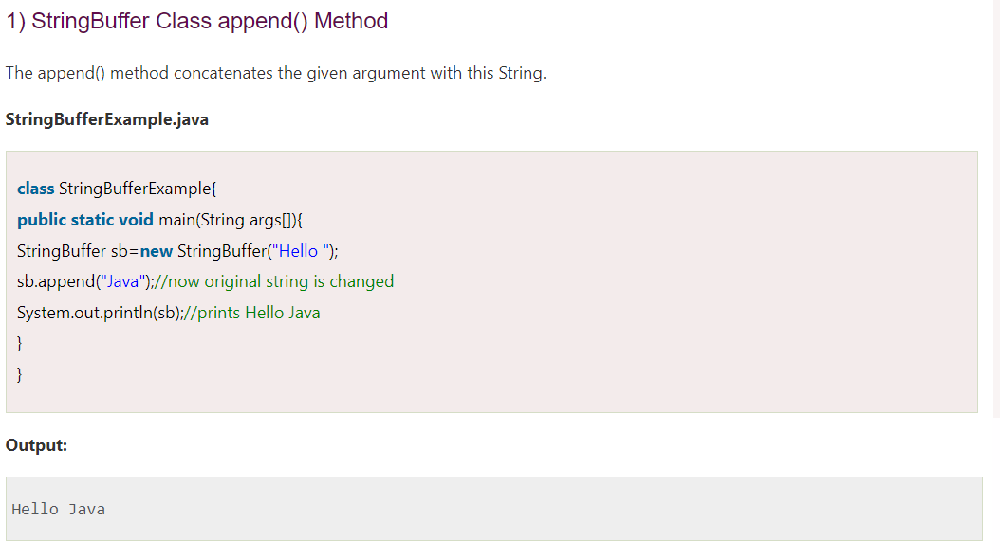 1) StringBuffer Class append() Method
The append() method concatenates the given argument with this String.
StringBufferExample.java
class StringBufferExample{
public static void main(String args[]){
StringBuffer sb=new StringBuffer("Hello ");
sb.append("Java");//now original string is changed
System.out.println(sb);//prints Hello Java
}
}
Output:
Hello Java